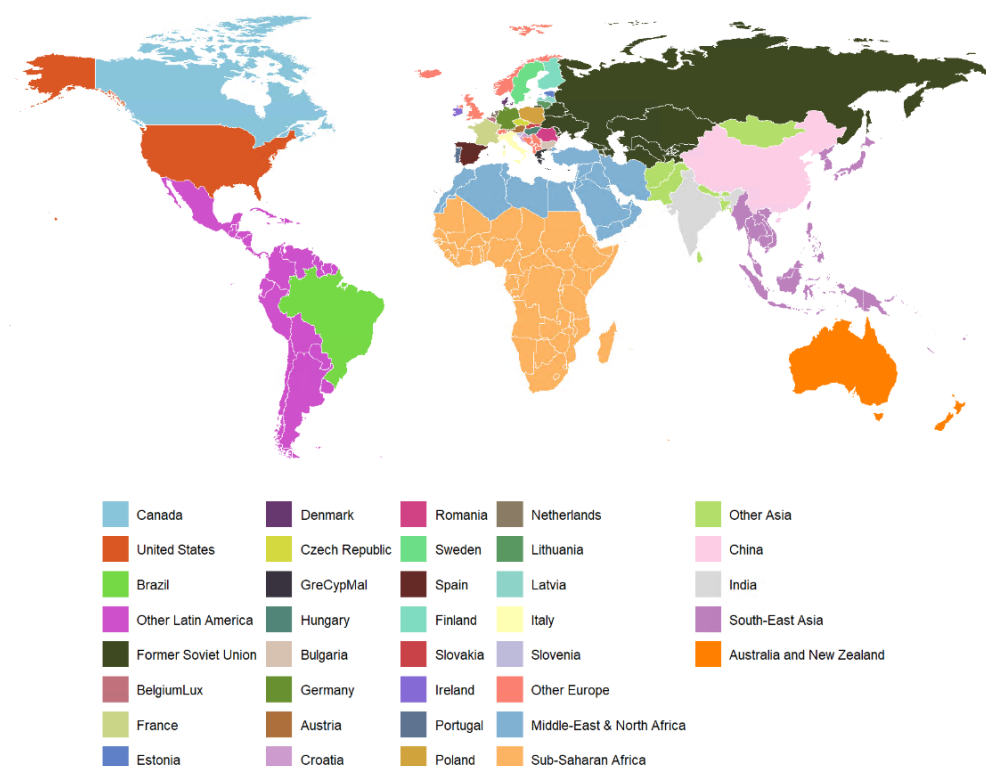 Canada
United States
Brazil
Other Latin America
Former Soviet Union
BelgiumLux
France
Estonia
Denmark
Czech Republic
GreCypMal
Hungary
Bulgaria
Germany
Austria
Croatia
Romania
Sweden
Spain
Finland
Slovakia
Ireland
Portugal
Poland
Netherlands
Lithuania
Latvia
Italy
Slovenia
Other Europe
Middle-East & North Africa
Sub-Saharan Africa
Other Asia
China
India
South-East Asia
Australia and New Zealand